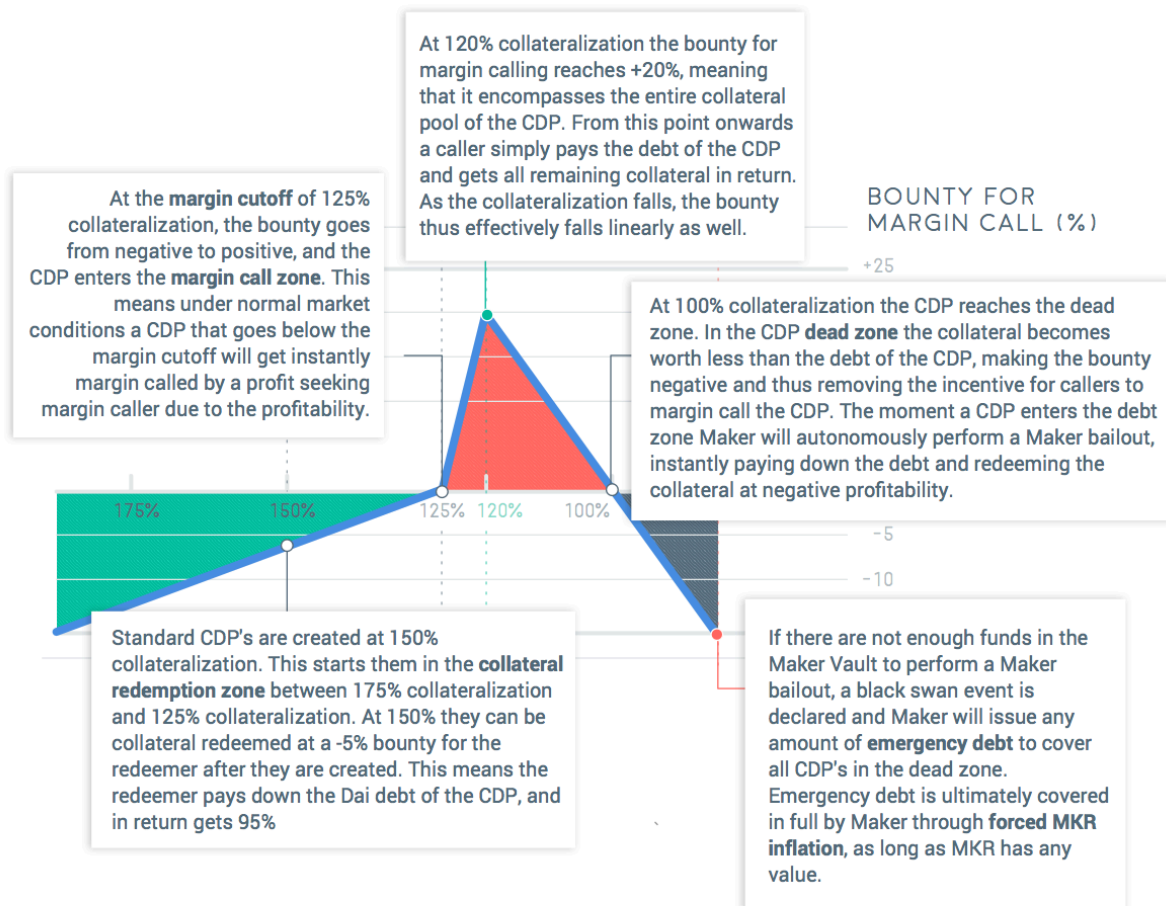 At 120% collateralization the bounty for
margin calling reaches +20%, meaning
that it encompasses the entire collateral
pool of the CDP. From this point onwards
a caller simply pays the debt of the CDP
and gets all remaining collateral in return.
As the collateralization falls, the bounty
thus effectively falls linearly as well.
At the margin cutoff of 125%
collateralization, the bounty goes
from negative to positive, and the
CDP enters the margin call zone. This
means under normal market
conditions a CDP that goes below the
margin cutoff will get instantly
margin called by a profit seeking
margin caller due to the profitability.
BOUNTY FOR
MARGIN CALL (%)
+25
At 100% collateralization the CDP reaches the dead
zone. In the CDP dead zone the collateral becomes
worth less than the debt of the CDP, making the bounty
negative and thus removing the incentive for callers to
margin call the CDP. The moment a CDP enters the debt
zone Maker will autonomously perform a Maker bailout,
instantly paying down the debt and redeeming the
collateral at negative profitability.
175% 150% 125% 120% 100%
-5
-10
Standard CDP's are created at 150%
collateralization. This starts them in the collateral
redemption zone between 175% collateralization
and 125% collateralization. At 150% they can be
collateral redeemed at a -5% bounty for the
redeemer after they are created. This means the
redeemer pays down the Dai debt of the CDP, and
in return gets 95%
If there are not enough funds in the
Maker Vault to perform a Maker
bailout, a black swan event is
declared and Maker will issue any
amount of emergency debt to cover
all CDP's in the dead zone.
Emergency debt is ultimately covered
in full by Maker through forced MKR
inflation, as long as MKR has any
value.